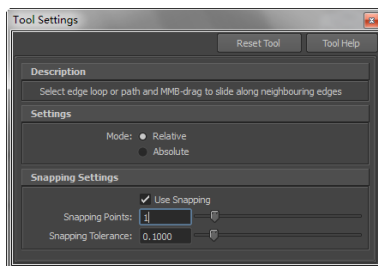 Tool Settings
Reset Tool Tool Help
Description
Select edge loop or path and MMB-drag to slide along neighbouring edges
Settings
Mode: Relative
Absolute
Snapping Settings
Use Snapping
Snapping Points: 1
Snapping Tolerance: 0.1000